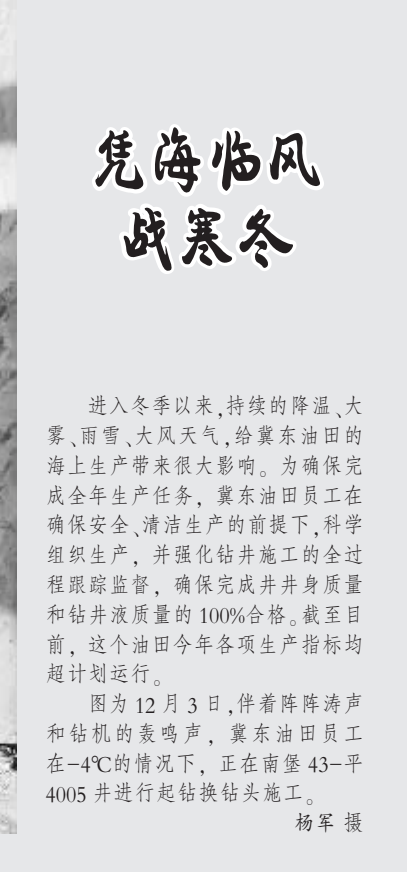 凭海临风
战寒冬
进入冬季以来,持续的降温、大
雾、雨雪、大风天气,给冀东油田的
海上生产带来很大影响。为确保完
成全年生产任务，冀东油田员工在
确保安全、清洁生产的前提下,科学
组织生产，并强化钻井施工的全过
程跟踪监督，确保完成井井身质量
和钻井液质量的100%合格。截至目
前，这个油田今年各项生产指标均
超计划运行。
图为12月3日,伴着阵阵涛声
和钻机的轰鸣声，冀东油田员工
在-4℃的情况下，正在南堡43-平
4005井进行起钻换钻头施工。
杨军 摄